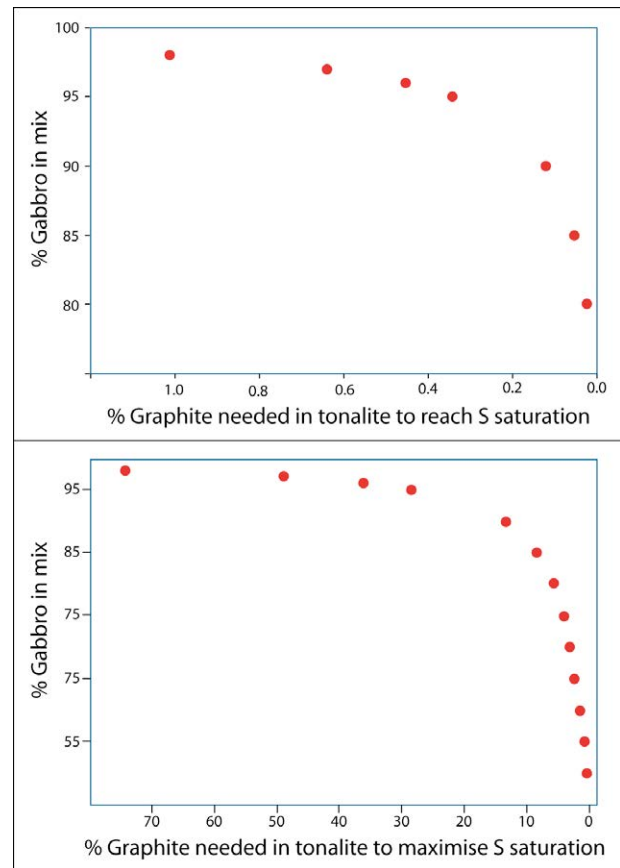 100
95
90
85
80
% Gabbro in mix
1.0 0.8 0.6 0.4 0.2 0.0
% Graphite needed in tonalite to reach S saturation
95
85
75
75
55
% Gabbro in mix
70 60 50 40 30 20 10 0
% Graphite needed in tonalite to maximise S saturation